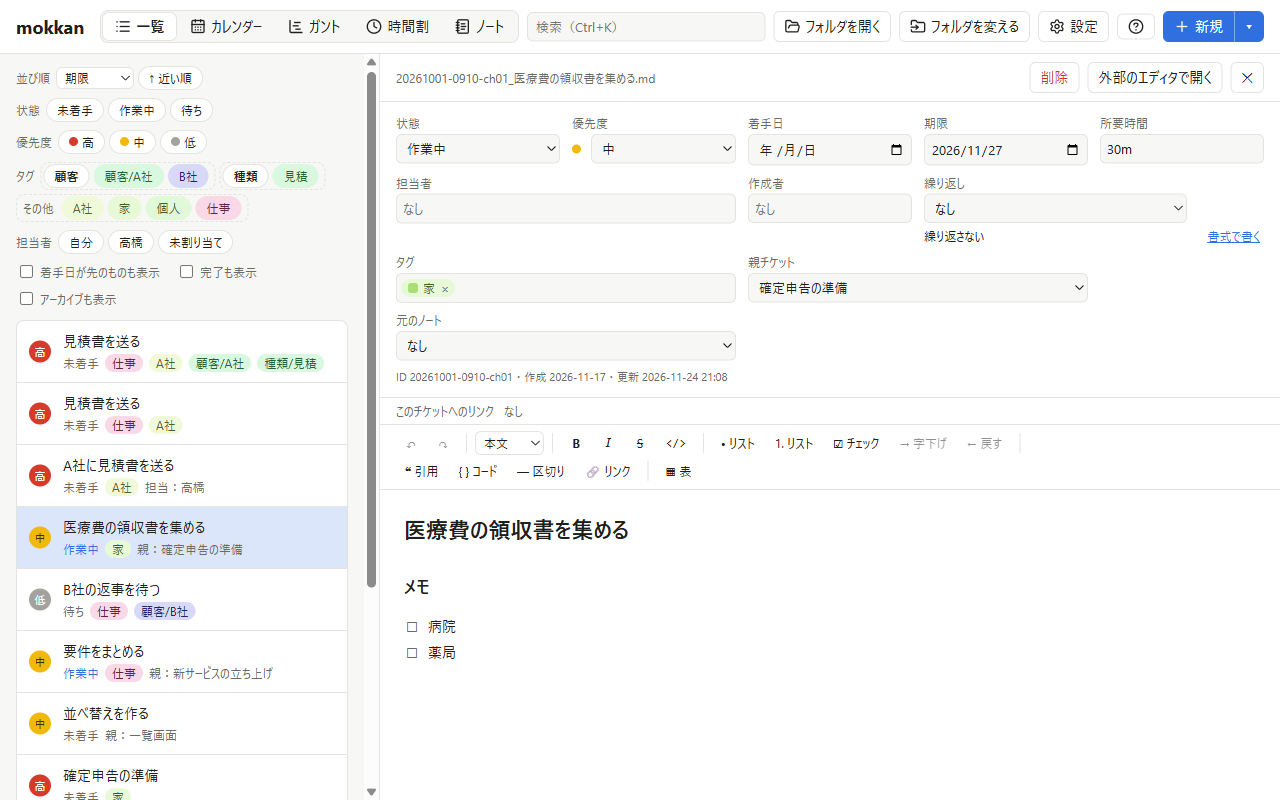 mokkan 一覧 カレンダー ガント 時間割 ノート 検索（Ctrl+K） フォルダを開く フォルダを変える 設定 ? + 新規 ▾
並び順 期限 ↑ 近い順
状態 未着手 作業中 待ち
優先度 高 中 低
タグ 顧客 顧客/A社 B社 種類 見積
その他 A社 家 個人 仕事
担当者 自分 高橋 未割り当て
着手日が先のものも表示 完了も表示
アーカイブも表示
高 見積書を送る
未着手 仕事 A社 顧客/A社 種類/見積
高 見積書を送る
未着手 仕事 A社
高 A社に見積書を送る
未着手 A社 担当：高橋
中 医療費の領収書を集める
作業中 家 親：確定申告の準備
低 B社の返事を待つ
待ち 仕事 顧客/B社
中 要件をまとめる
作業中 仕事 親：新サービスの立ち上げ
中 並べ替えを作る
未着手 親：一覧画面
高 確定申告の準備
未着手 家
20261001-0910-ch01_医療費の領収書を集める.md 削除 外部のエディタで開く ×
状態 優先度 着手日 期限 所要時間
作業中 中 年 /月/日 2026/11/27 30m
担当者 作成者 繰り返し
なし なし なし
繰り返さない 書式で書く
タグ 親チケット
家 × 確定申告の準備
元のノート
なし
ID 20261001-0910-ch01・作成 2026-11-17・更新 2026-11-24 21:08
このチケットへのリンク なし
↶ ↷ 本文 B I S </> • リスト 1. リスト ☑ チェック → 字下げ ← 戻す
❝ 引用 { } コード — 区切り 🔗 リンク ▦ 表
医療費の領収書を集める
メモ
☐ 病院
☐ 薬局